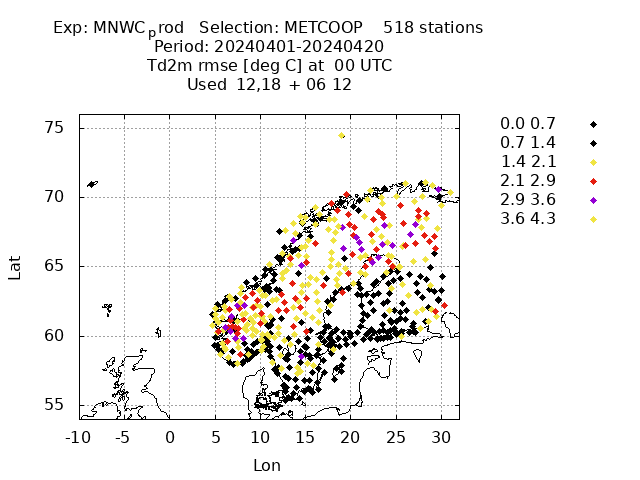 Exp: MNWCprod Selection: METCOOP 518 stations
Period: 20240401-20240420
Td2m rmse [deg C] at 00 UTC
Used 12,18 + 06 12
0.0 0.7
0.7 1.4
1.4 2.1
2.1 2.9
2.9 3.6
3.6 4.3
75
70
65
60
55
Lat
-10 -5 0 5 10 15 20 25 30
Lon